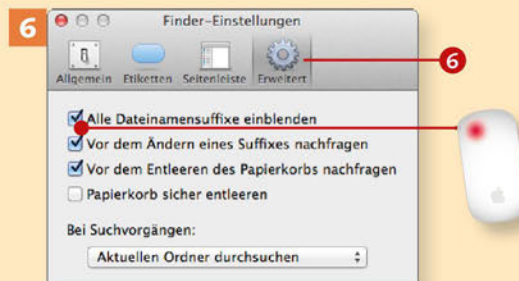 6
Finder-Einstellungen
Allgemein Etiketten Seitenleiste Erweitert
6
Alle Dateinamensuffixe einblenden
Vor dem Ändern eines Suffixes nachfragen
Vor dem Entleeren des Papierkorbs nachfragen
Papierkorb sicher entleeren
Bei Suchvorgängen:
Aktuellen Ordner durchsuchen